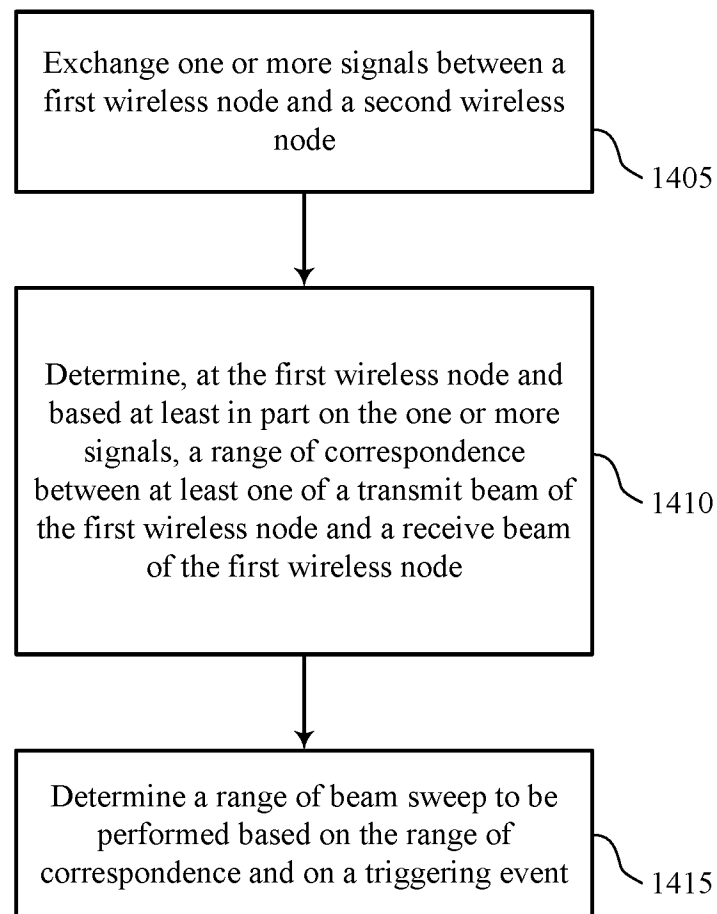 Exchange one or more signals between a
first wireless node and a second wireless
node
1405
Determine, at the first wireless node and
based at least in part on the one or more
signals, a range of correspondence
between at least one of a transmit beam of
the first wireless node and a receive beam
of the first wireless node
1410
Determine a range of beam sweep to be
performed based on the range of
correspondence and on a triggering event
1415